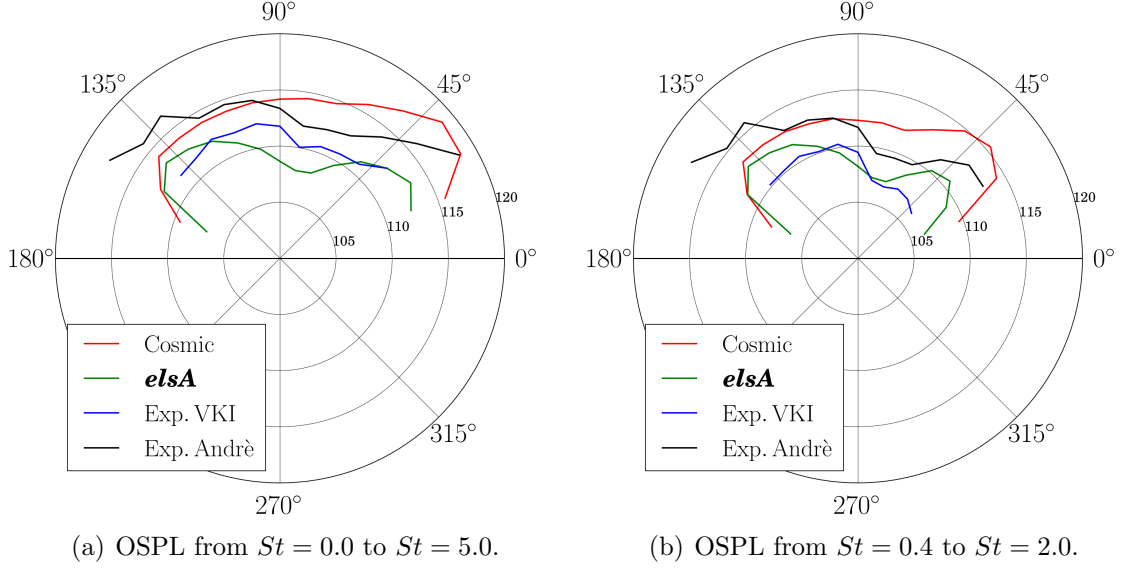 90°
135°
45°
180°
0°
105
110
115
120
315°
270°
Cosmic
elsA
Exp. VKI
Exp. Andrè
(a) OSPL from St = 0.0 to St = 5.0.
90°
135°
45°
180°
0°
105
110
115
120
315°
270°
Cosmic
elsA
Exp. VKI
Exp. Andrè
(b) OSPL from St = 0.4 to St = 2.0.